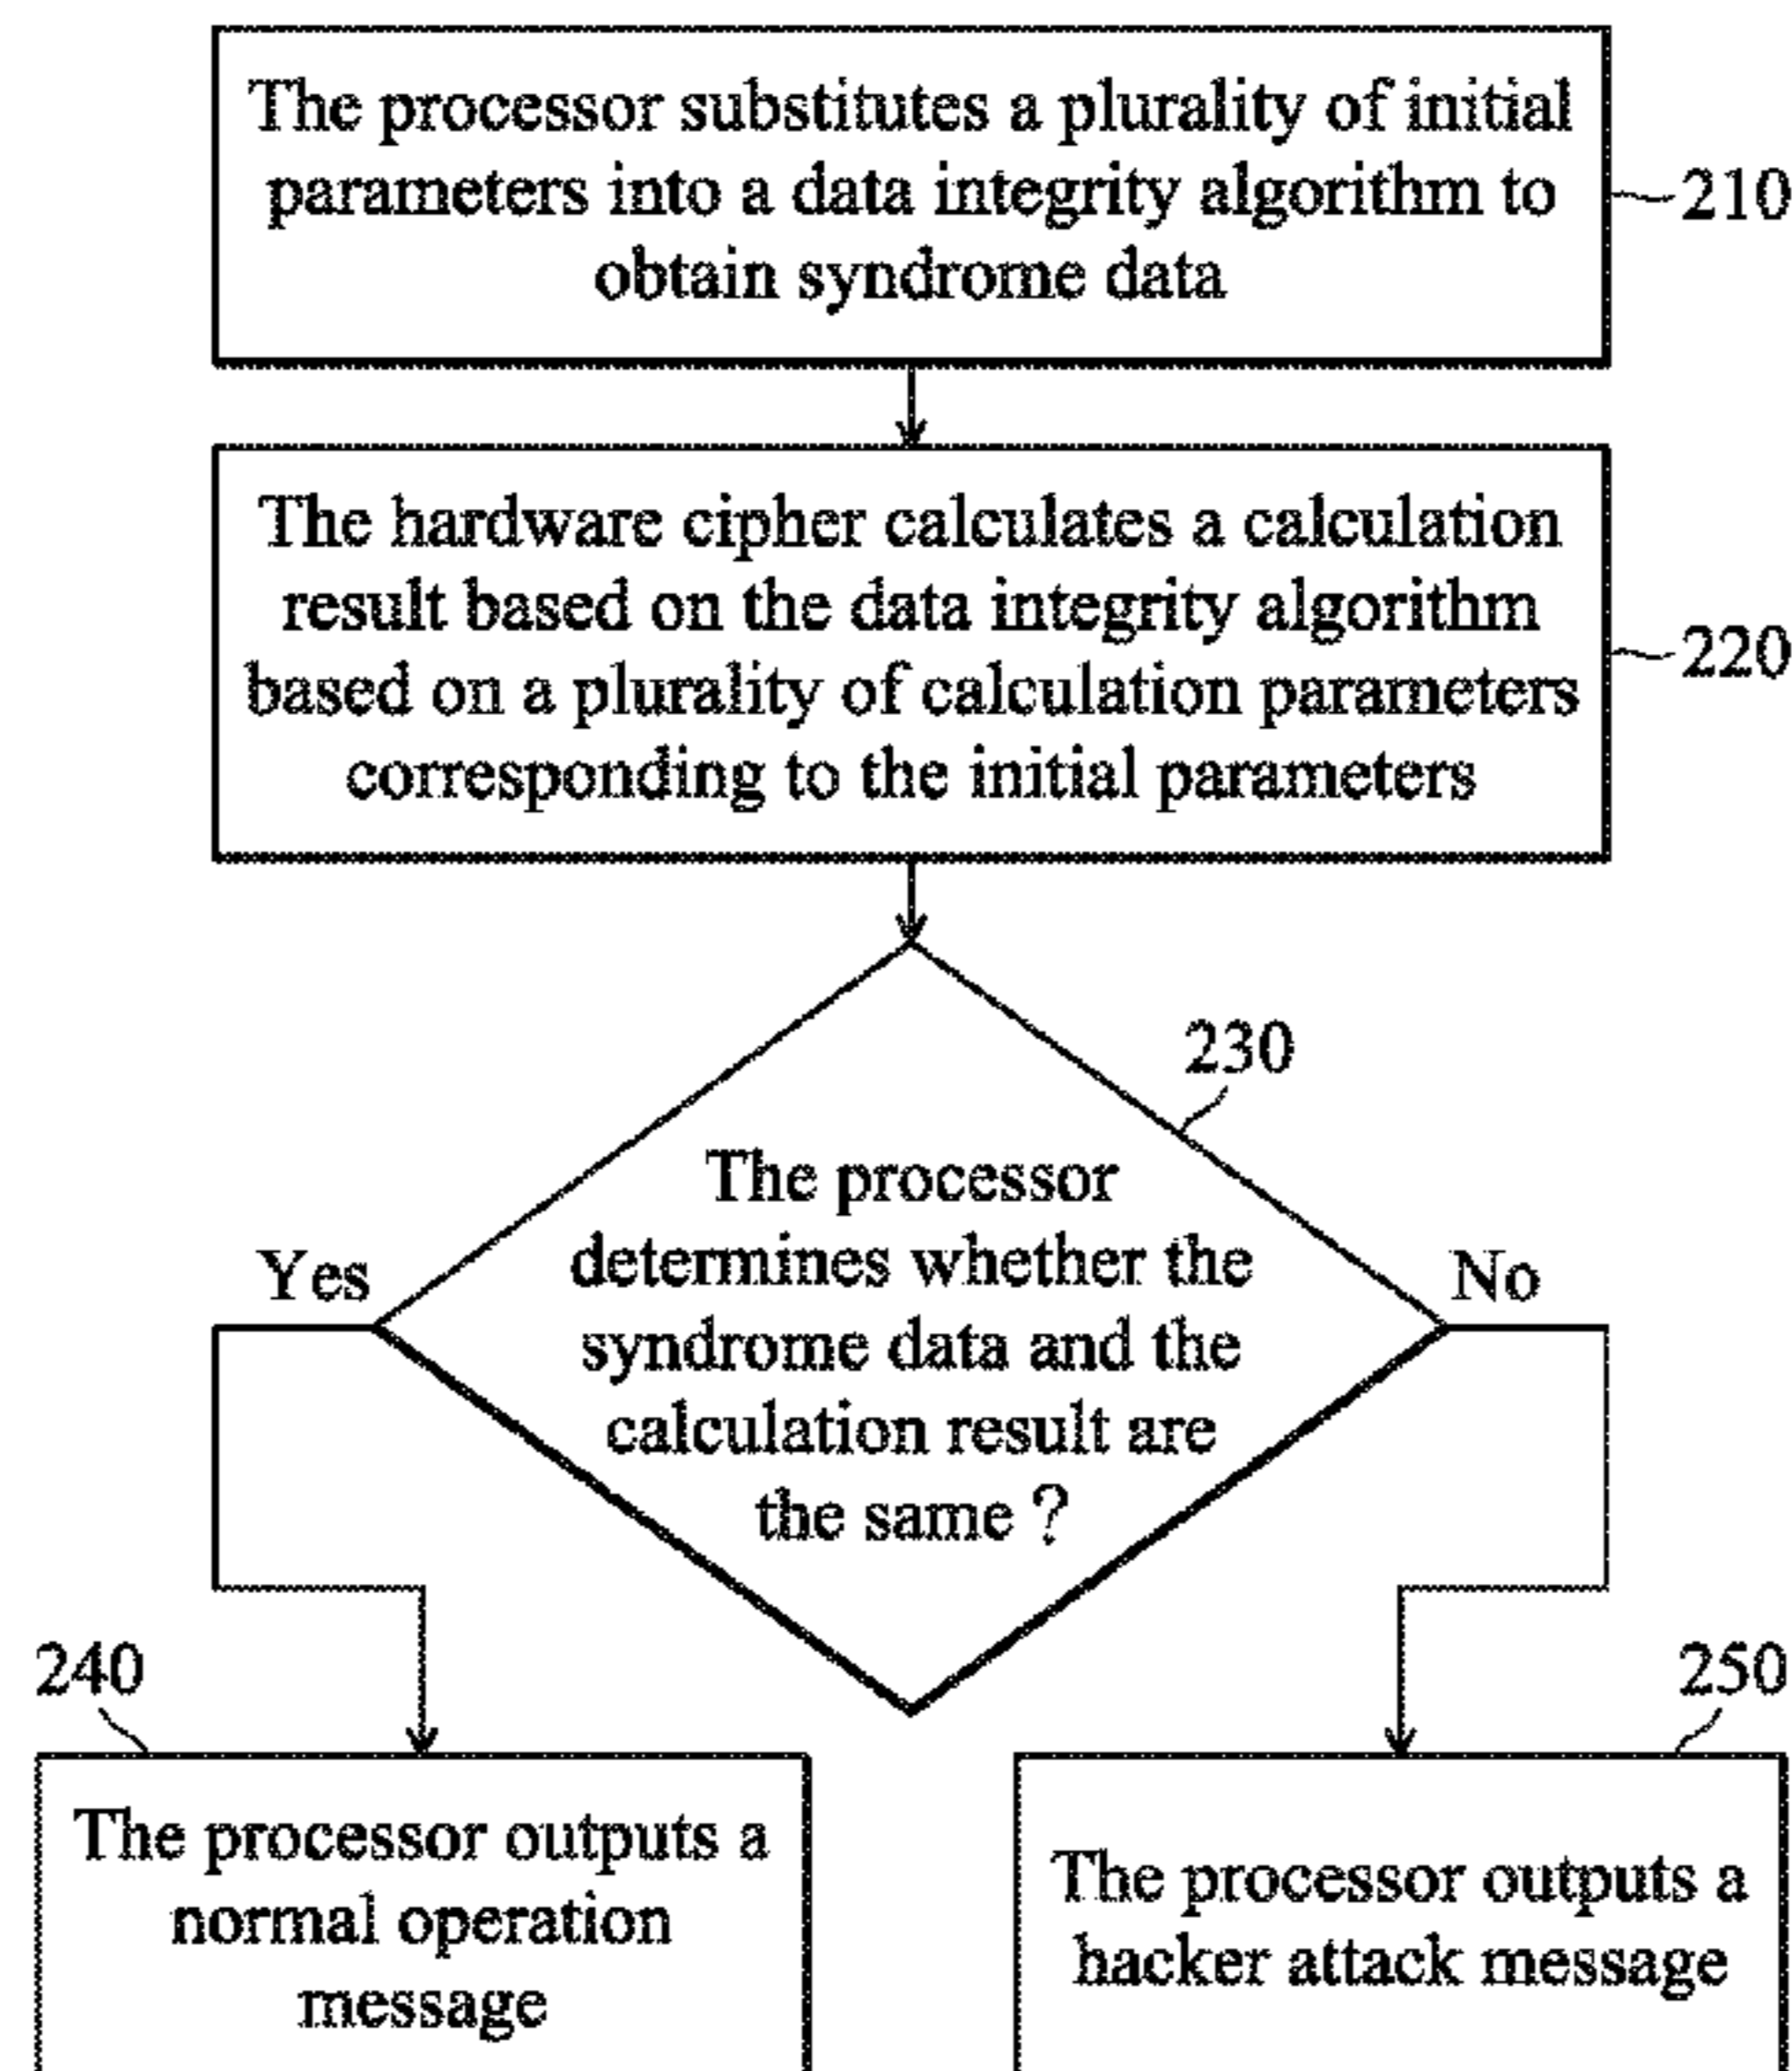 The processor substitutes a plurality of initial
parameters into a data integrity algorithm to
obtain syndrome data
210
The hardware cipher calculates a calculation
result based on the data integrity algorithm
based on a plurality of calculation parameters
corresponding to the initial parameters
220
230
The processor
determines whether the
syndrome data and the
calculation result are
the same ?
Yes
No
240
The processor outputs a
normal operation
message
250
The processor outputs a
hacker attack message